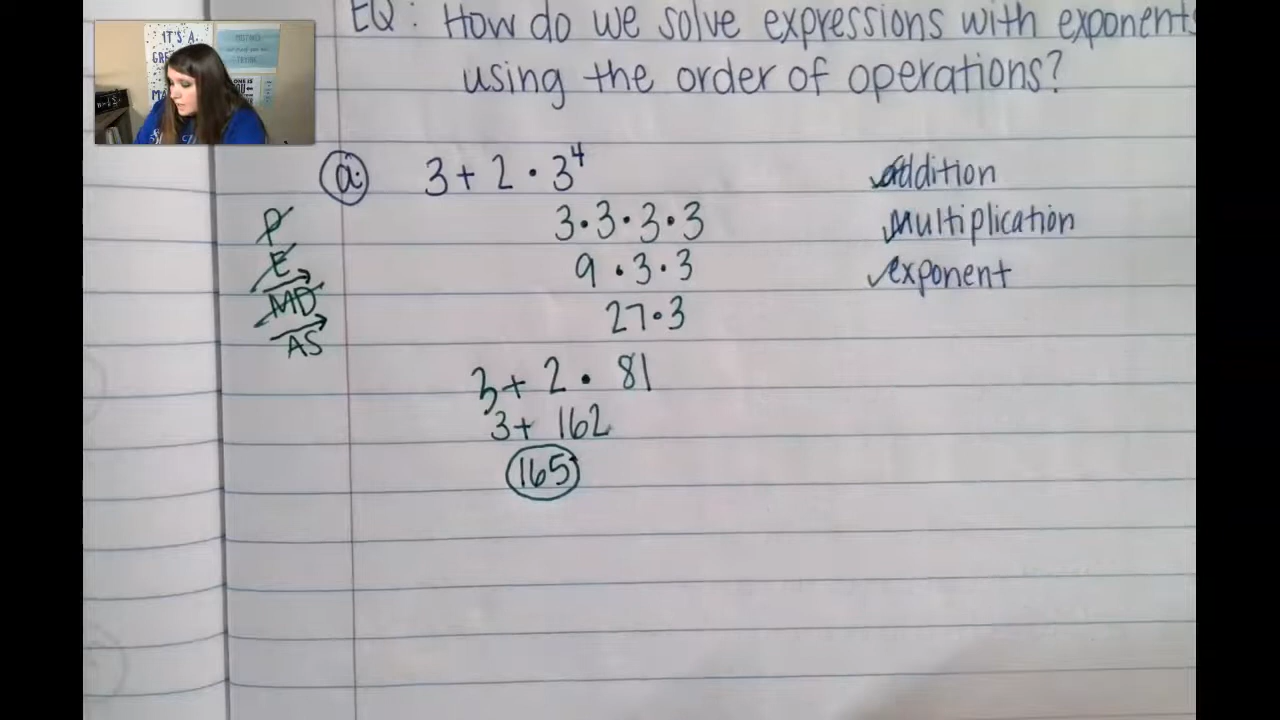 EQ: How do we solve expressions with exponents
using the order of operations?
IT'S A
a. 3 + 2 · 3⁴
addition
P
3·3·3·3
multiplication
E
9·3·3
exponent
MD
27·3
AS
3 + 2 · 81
3 + 162
165